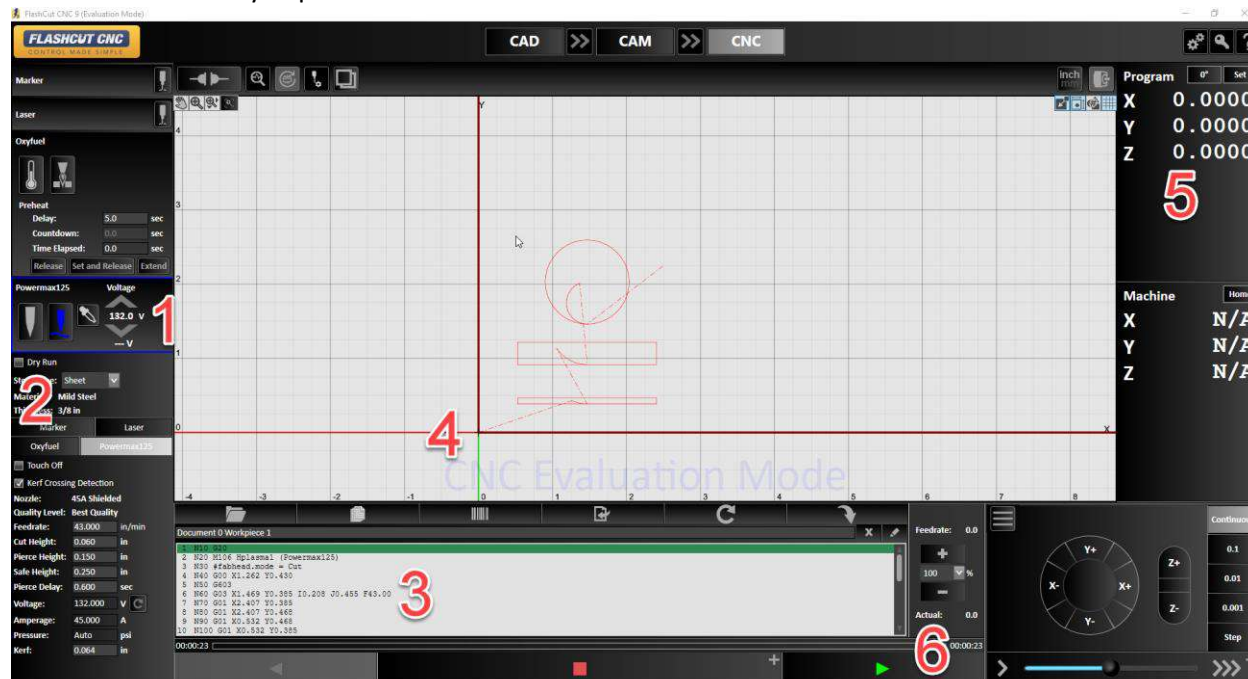 FlashCut CNC 9 (Evaluation Mode)
FLASHCUT CNC
CONTROL MADE SIMPLE
CAD >> CAM >> CNC
Marker
Laser
Oxyfuel
Preheat
Delay: 5.0 sec
Countdown: 0.0 sec
Time Elapsed: 0.0 sec
Release Set and Release Extend
Powermax125 Voltage
132.0 V
--- V
1
Dry Run
Sheet
Mild Steel
3/8 in
2
Marker Laser
Oxyfuel Powermax125
Touch Off
Kerf Crossing Detection
Nozzle: 45A Shielded
Quality Level: Best Quality
Feedrate: 43.000 in/min
Cut Height: 0.060 in
Pierce Height: 0.150 in
Safe Height: 0.250 in
Pierce Delay: 0.600 sec
Voltage: 132.000 V
Amperage: 45.000 A
Pressure: Auto psi
Kerf: 0.064 in
inch
mm
Y
4
3
2
1
0
X
4
CNC Evaluation Mode
-4 -3 -2 -1 0 1 2 3 4 5 6 7 8
Document 0 Workpiece 1
1 N10 G20
2 N20 M106 Hplasma1 (Powermax125)
3 N30 #fabhead.mode = Cut
4 N40 G00 X1.262 Y0.430
5 N50 G603
6 N60 G03 X1.469 Y0.385 I0.208 J0.455 F43.00
7 N70 G01 X2.407 Y0.385
8 N80 G01 X2.407 Y0.468
9 N90 G01 X0.532 Y0.468
10 N100 G01 X0.532 Y0.385
3
00:00:23
00:00:23
Feedrate: 0.0
+
100 %
Actual: 0.0
6
Program 0° Set
X 0.0000
Y 0.0000
Z 0.0000
5
Machine Home
X N/A
Y N/A
Z N/A
Y+
X- X+
Y-
Z+
Z-
Continuous
0.1
0.01
0.001
Step